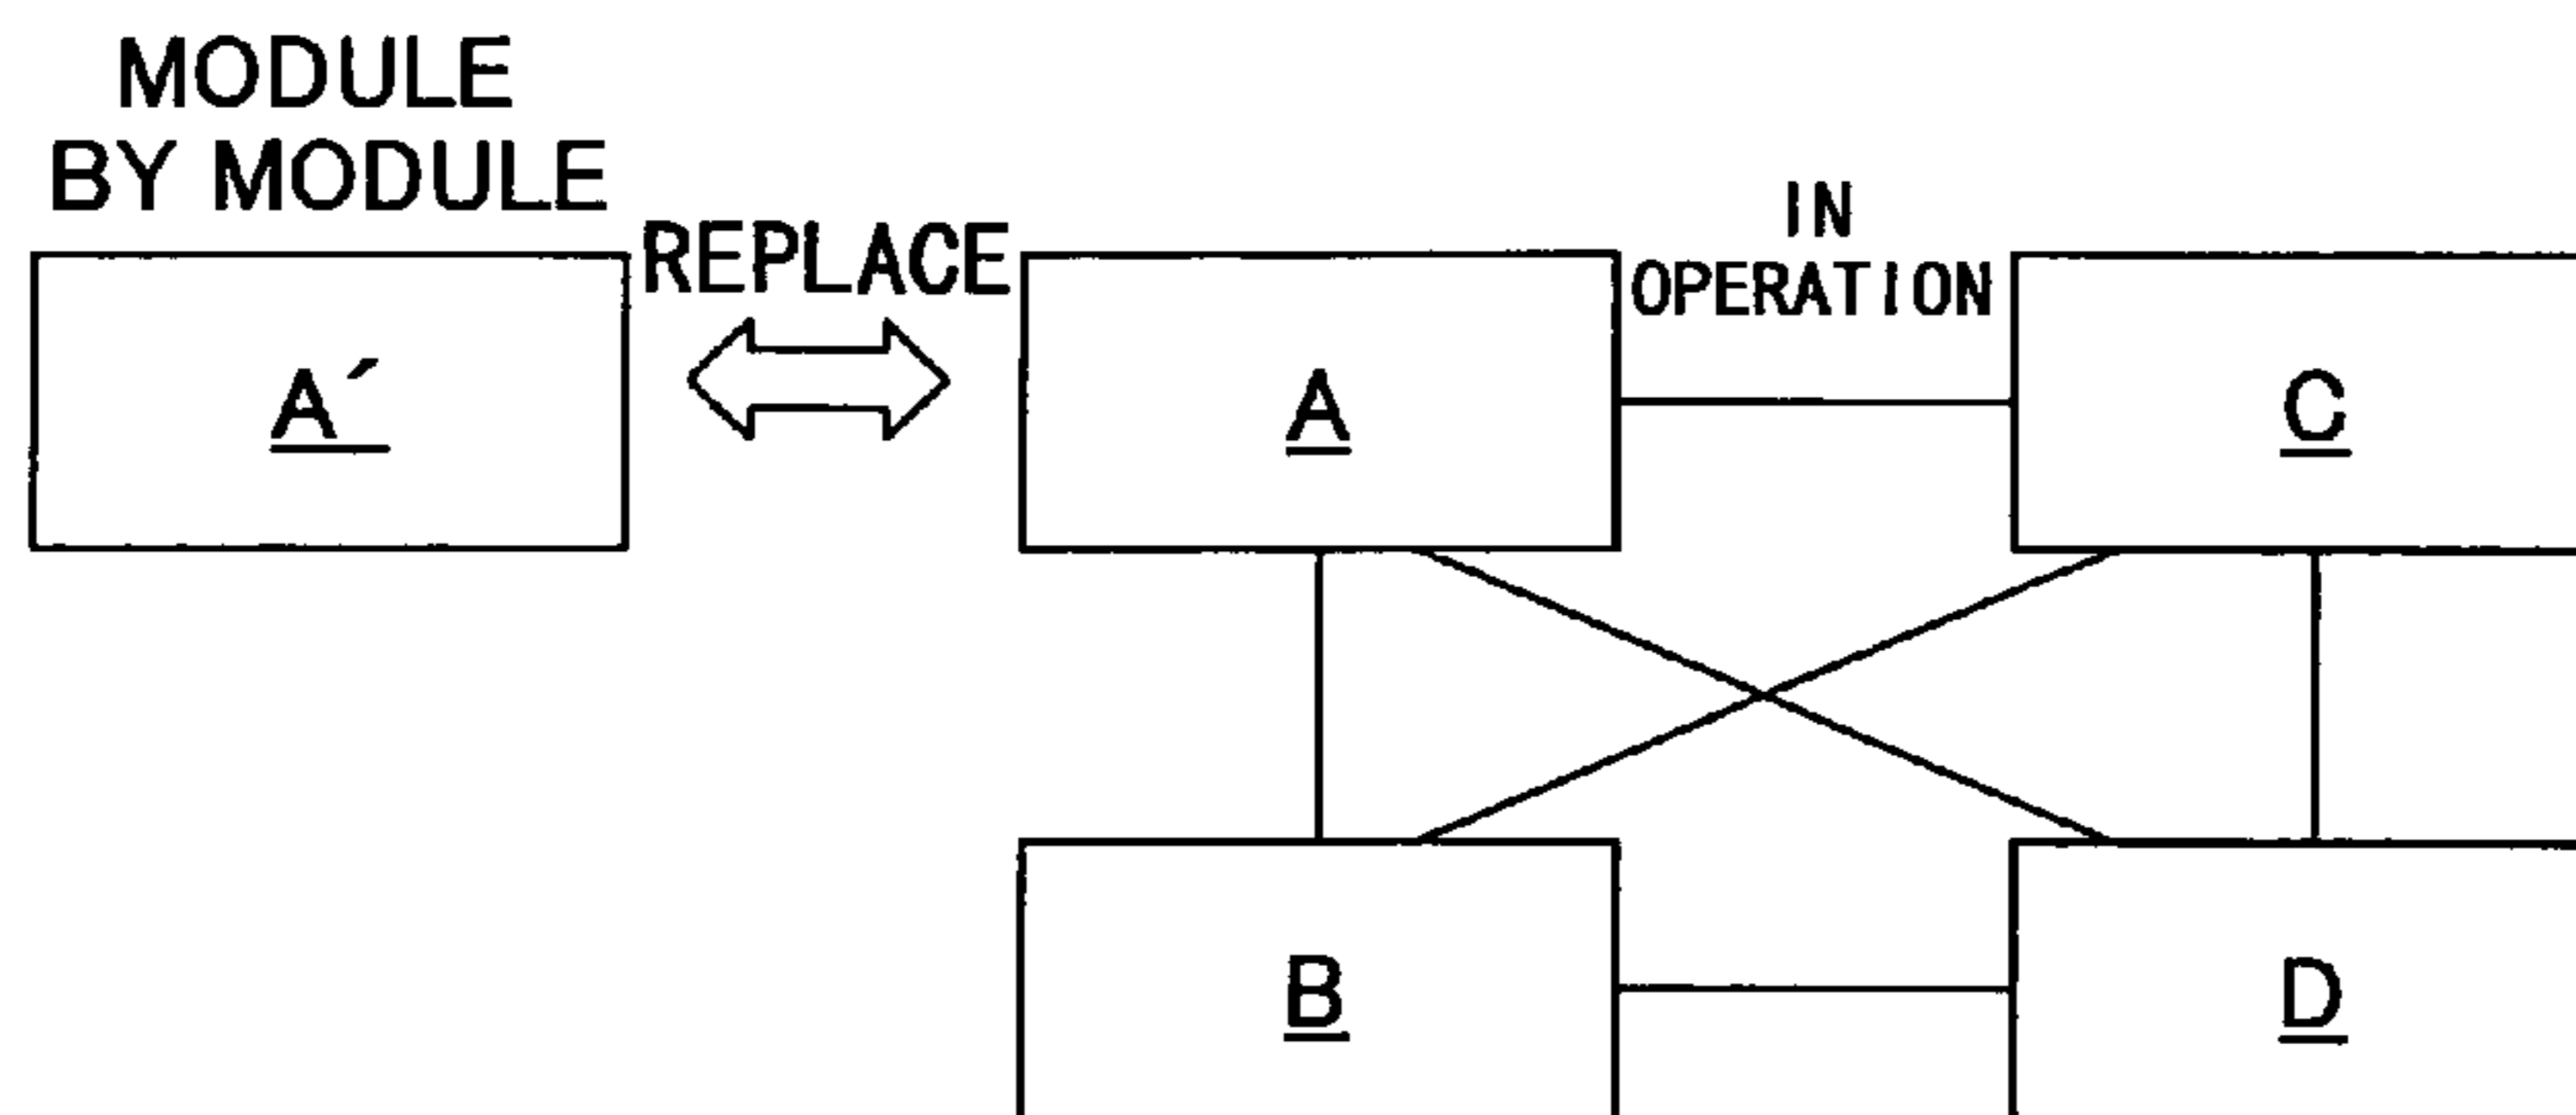 MODULE
BY MODULE
REPLACE
IN
OPERATION
A´
A
C
B
D